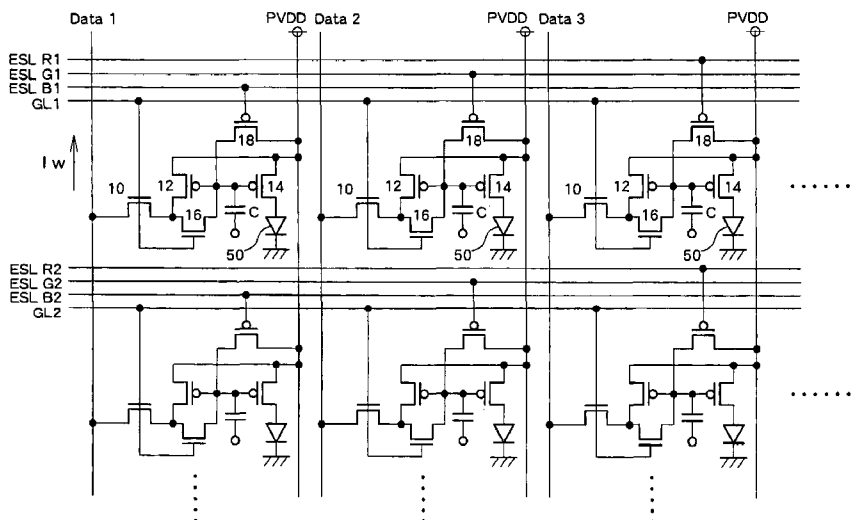 Data 1 PVDD Data 2 PVDD Data 3 PVDD
ESL R1
ESL G1
ESL B1
GL1
18 18 18
Iw
10 12 14 10 12 14 10 12 14
16 C 16 C 16 C
50 50 50
ESL R2
ESL G2
ESL B2
GL2